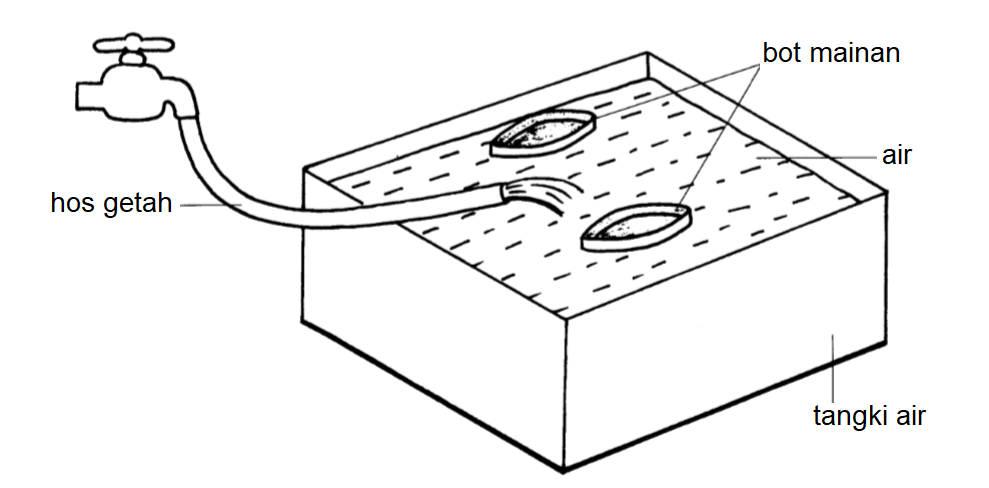 bot mainan
air
hos getah
tangki air